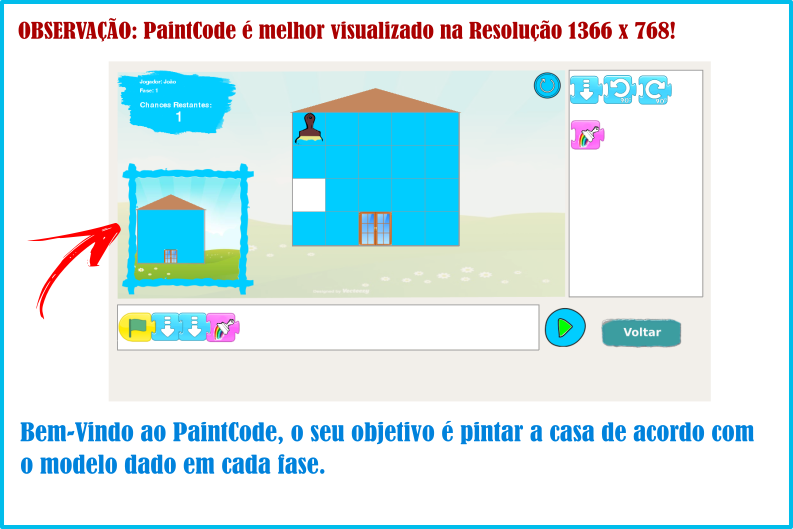 OBSERVAÇÃO: PaintCode é melhor visualizado na Resolução 1366 x 768!
Jogador: João
Fase: 1
Chances Restantes:
1
90
90
Voltar
Bem-Vindo ao PaintCode, o seu objetivo é pintar a casa de acordo com
o modelo dado em cada fase.